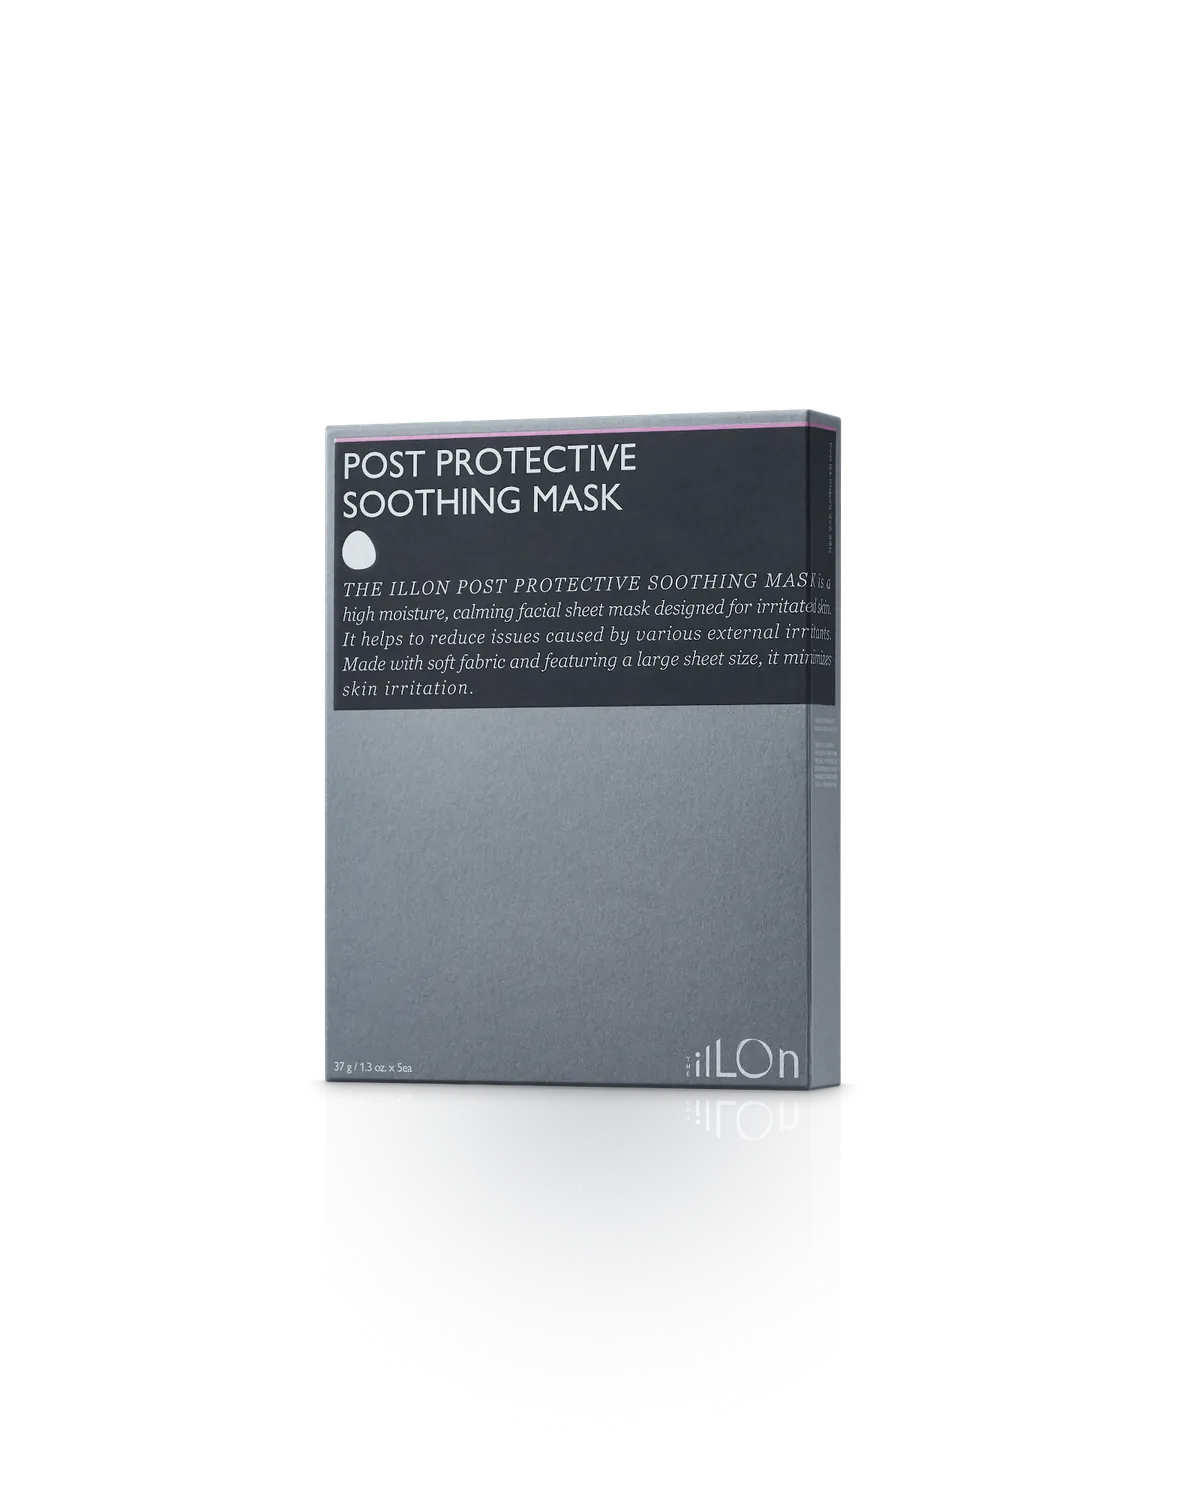 POST PROTECTIVE
SOOTHING MASK
THE ILLON POST PROTECTIVE SOOTHING MASK is a
high moisture, calming facial sheet mask designed for irritated skin.
It helps to reduce issues caused by various external irritants.
Made with soft fabric and featuring a large sheet size, it minimizes
skin irritation.
37 g / 1.3 oz. x 5ea
THE illLOn